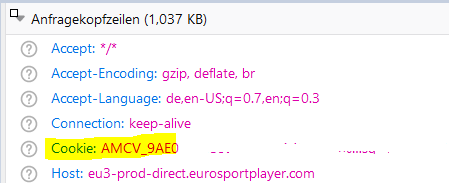 Anfragekopfzeilen (1,037 KB)
Accept: */*
Accept-Encoding: gzip, deflate, br
Accept-Language: de,en-US;q=0.7,en;q=0.3
Connection: keep-alive
Cookie: AMCV_9AE0
Host: eu3-prod-direct.eurosportplayer.com